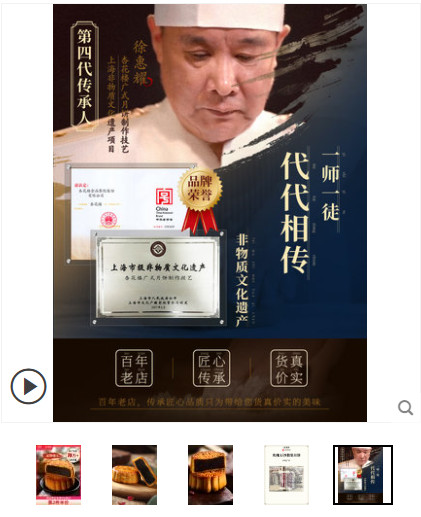 第四代传承人
徐惠耀
杏花楼广式月饼制作技艺
上海非物质文化遗产项目
一师一徒
代代相传
非物质文化遗产
品牌
荣誉
上海市级非物质文化遗产
杏花楼广式月饼制作技艺
百年
老店
匠心
传承
货真
价实
百年老店，传承匠心品质只为带给您货真价实的美味
代代相传